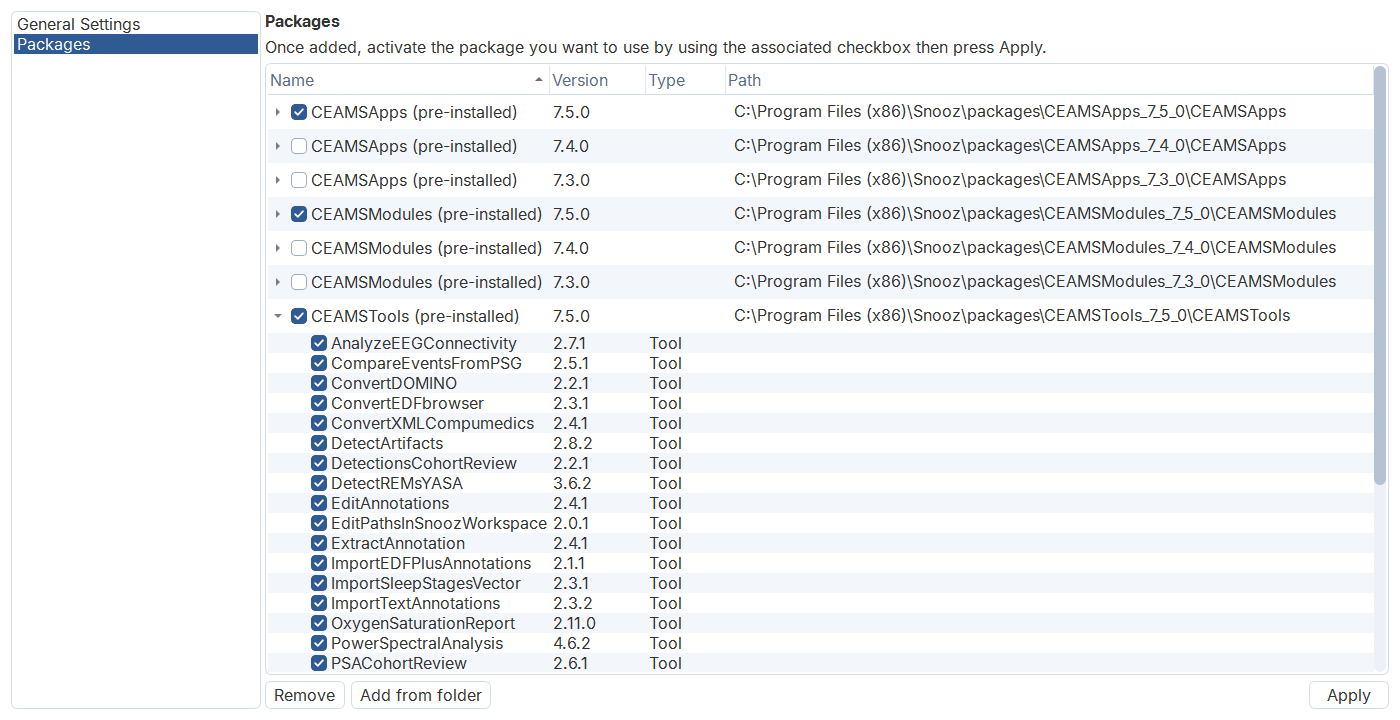 General Settings
Packages
Packages
Once added, activate the package you want to use by using the associated checkbox then press Apply.
Name Version Type Path
CEAMSApps (pre-installed) 7.5.0 C:\Program Files (x86)\Snooz\packages\CEAMSApps_7_5_0\CEAMSApps
CEAMSApps (pre-installed) 7.4.0 C:\Program Files (x86)\Snooz\packages\CEAMSApps_7_4_0\CEAMSApps
CEAMSApps (pre-installed) 7.3.0 C:\Program Files (x86)\Snooz\packages\CEAMSApps_7_3_0\CEAMSApps
CEAMSModules (pre-installed) 7.5.0 C:\Program Files (x86)\Snooz\packages\CEAMSModules_7_5_0\CEAMSModules
CEAMSModules (pre-installed) 7.4.0 C:\Program Files (x86)\Snooz\packages\CEAMSModules_7_4_0\CEAMSModules
CEAMSModules (pre-installed) 7.3.0 C:\Program Files (x86)\Snooz\packages\CEAMSModules_7_3_0\CEAMSModules
CEAMSTools (pre-installed) 7.5.0 C:\Program Files (x86)\Snooz\packages\CEAMSTools_7_5_0\CEAMSTools
AnalyzeEEGConnectivity 2.7.1 Tool
CompareEventsFromPSG 2.5.1 Tool
ConvertDOMINO 2.2.1 Tool
ConvertEDFbrowser 2.3.1 Tool
ConvertXMLCompumedics 2.4.1 Tool
DetectArtifacts 2.8.2 Tool
DetectionsCohortReview 2.2.1 Tool
DetectREMsYASA 3.6.2 Tool
EditAnnotations 2.4.1 Tool
EditPathsInSnoozWorkspace 2.0.1 Tool
ExtractAnnotation 2.4.1 Tool
ImportEDFPlusAnnotations 2.1.1 Tool
ImportSleepStagesVector 2.3.1 Tool
ImportTextAnnotations 2.3.2 Tool
OxygenSaturationReport 2.11.0 Tool
PowerSpectralAnalysis 4.6.2 Tool
PSACohortReview 2.6.1 Tool
Remove Add from folder Apply